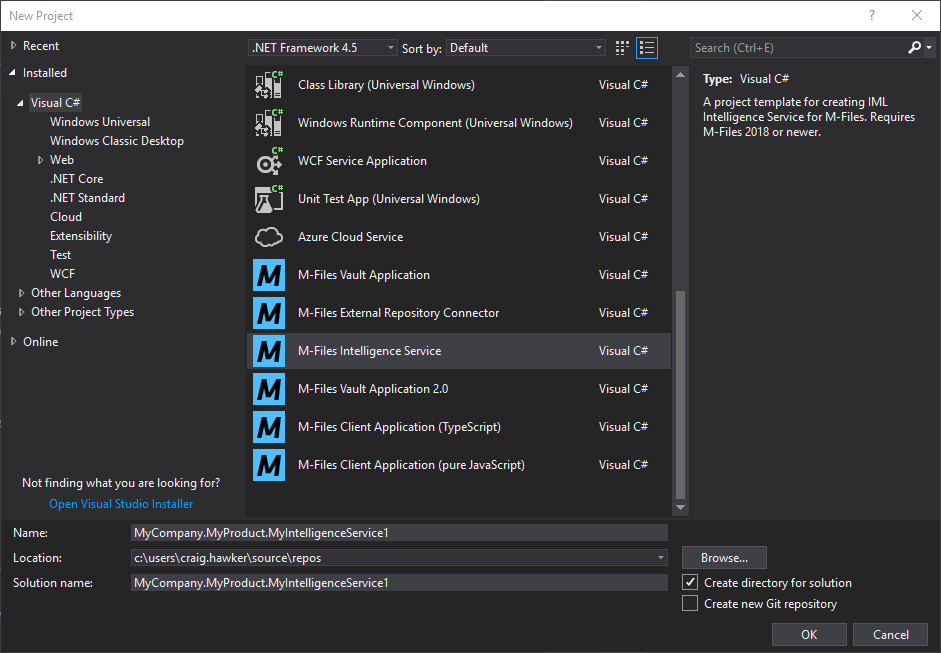 New Project
?
Recent
Installed
Visual C#
Windows Universal
Windows Classic Desktop
Web
.NET Core
.NET Standard
Cloud
Extensibility
Test
WCF
Other Languages
Other Project Types
Online
Not finding what you are looking for?
Open Visual Studio Installer
.NET Framework 4.5 Sort by: Default
Class Library (Universal Windows) Visual C#
Windows Runtime Component (Universal Windows) Visual C#
WCF Service Application Visual C#
Unit Test App (Universal Windows) Visual C#
Azure Cloud Service Visual C#
M-Files Vault Application Visual C#
M-Files External Repository Connector Visual C#
M-Files Intelligence Service Visual C#
M-Files Vault Application 2.0 Visual C#
M-Files Client Application (TypeScript) Visual C#
M-Files Client Application (pure JavaScript) Visual C#
Search (Ctrl+E)
Type: Visual C#
A project template for creating IML
Intelligence Service for M-Files. Requires
M-Files 2018 or newer.
Name: MyCompany.MyProduct.MyIntelligenceService1
Location: c:\users\craig.hawker\source\repos
Solution name: MyCompany.MyProduct.MyIntelligenceService1
Browse...
Create directory for solution
Create new Git repository
OK Cancel